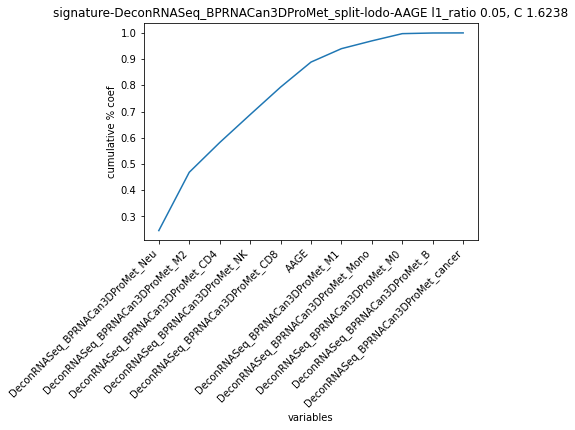 signature-DeconRNASeq_BPRNACan3DProMet_split-lodo-AAGE l1_ratio 0.05, C 1.6238
1.0
0.9
0.8
0.7
0.6
0.5
0.4
0.3
cumulative % coef
DeconRNASeq_BPRNACan3DProMet_Neu
DeconRNASeq_BPRNACan3DProMet_M2
DeconRNASeq_BPRNACan3DProMet_CD4
DeconRNASeq_BPRNACan3DProMet_NK
DeconRNASeq_BPRNACan3DProMet_CD8
AAGE
DeconRNASeq_BPRNACan3DProMet_M1
DeconRNASeq_BPRNACan3DProMet_Mono
DeconRNASeq_BPRNACan3DProMet_M0
DeconRNASeq_BPRNACan3DProMet_B
DeconRNASeq_BPRNACan3DProMet_cancer
variables